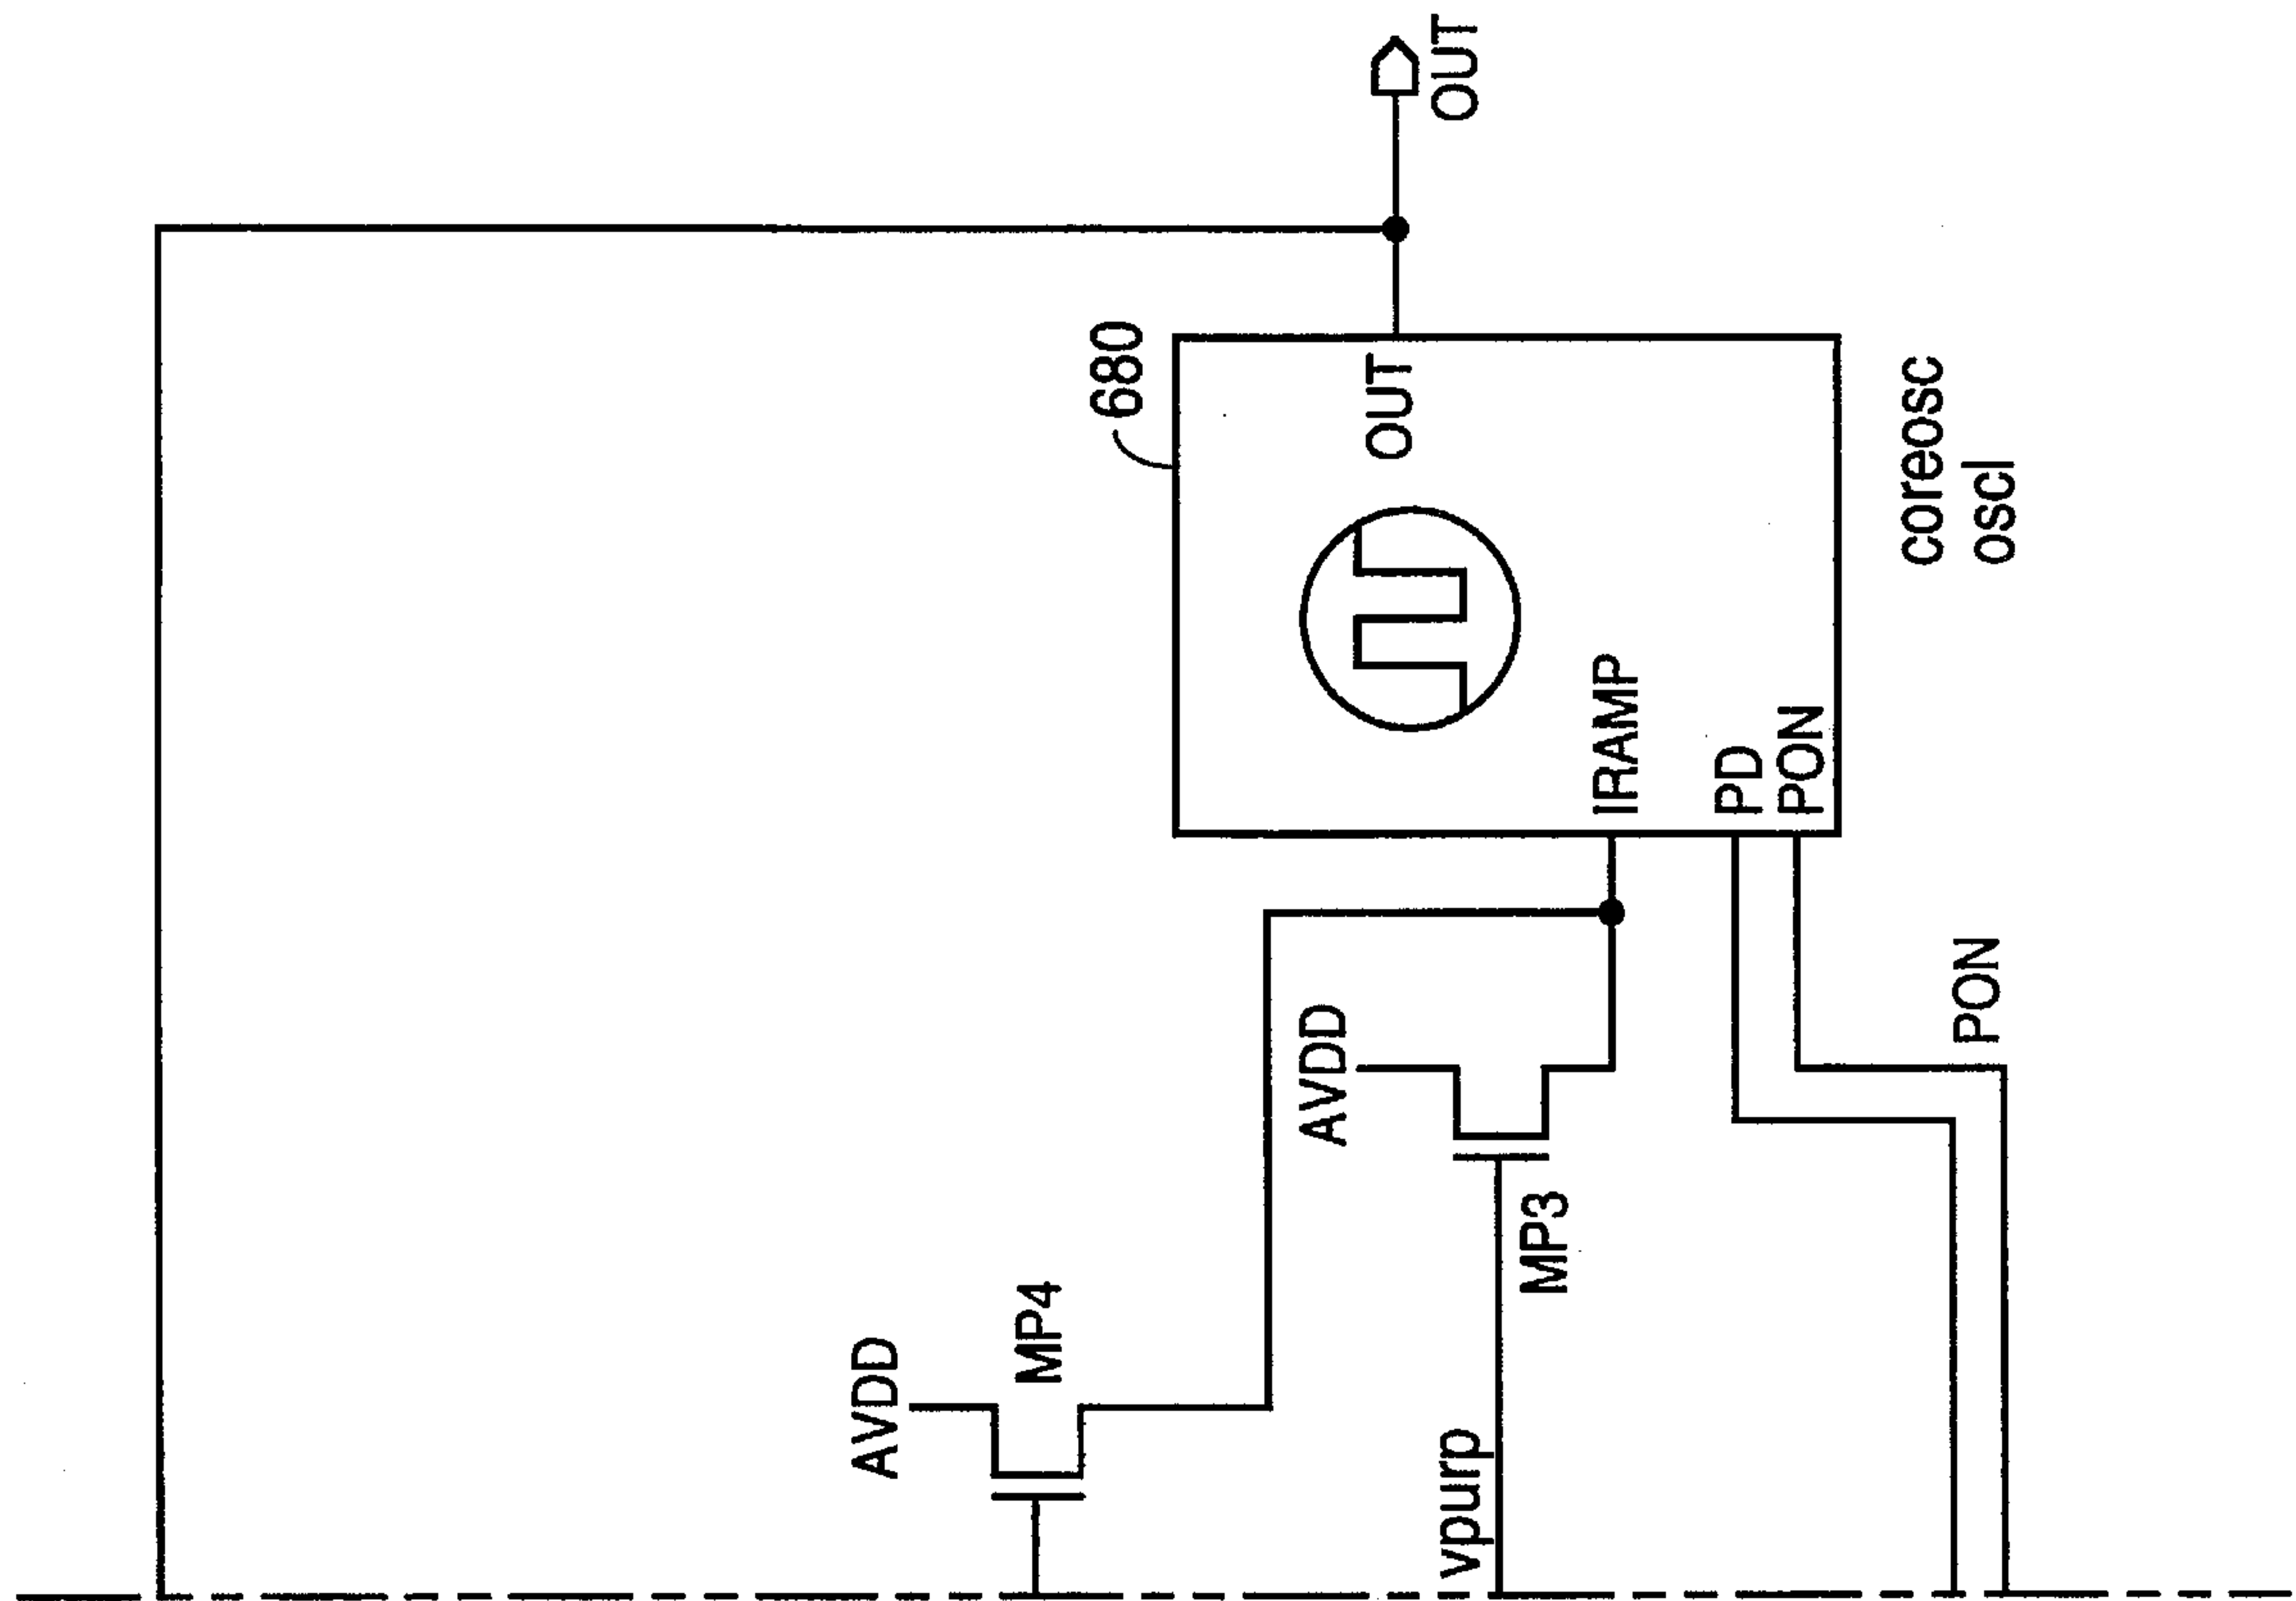 AVDD
MP4
AVDD
vpurp
MP3
680
OUT
OUT
IRAMP
PD
PON
PON
coreosc
oscl